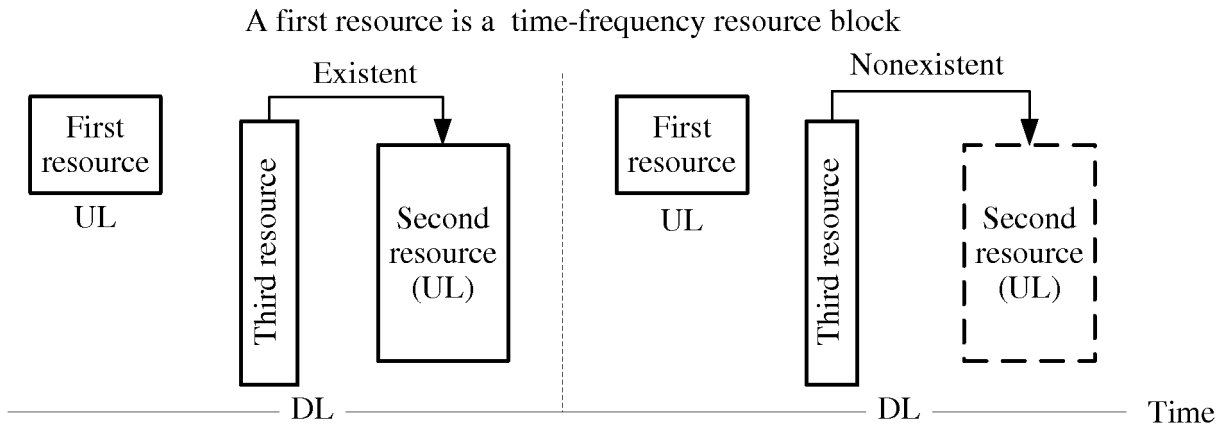 A first resource is a time-frequency resource block
Existent
Nonexistent
First
resource
UL
Third resource
Second
resource
(UL)
First
resource
UL
Third resource
Second
resource
(UL)
DL
DL
Time